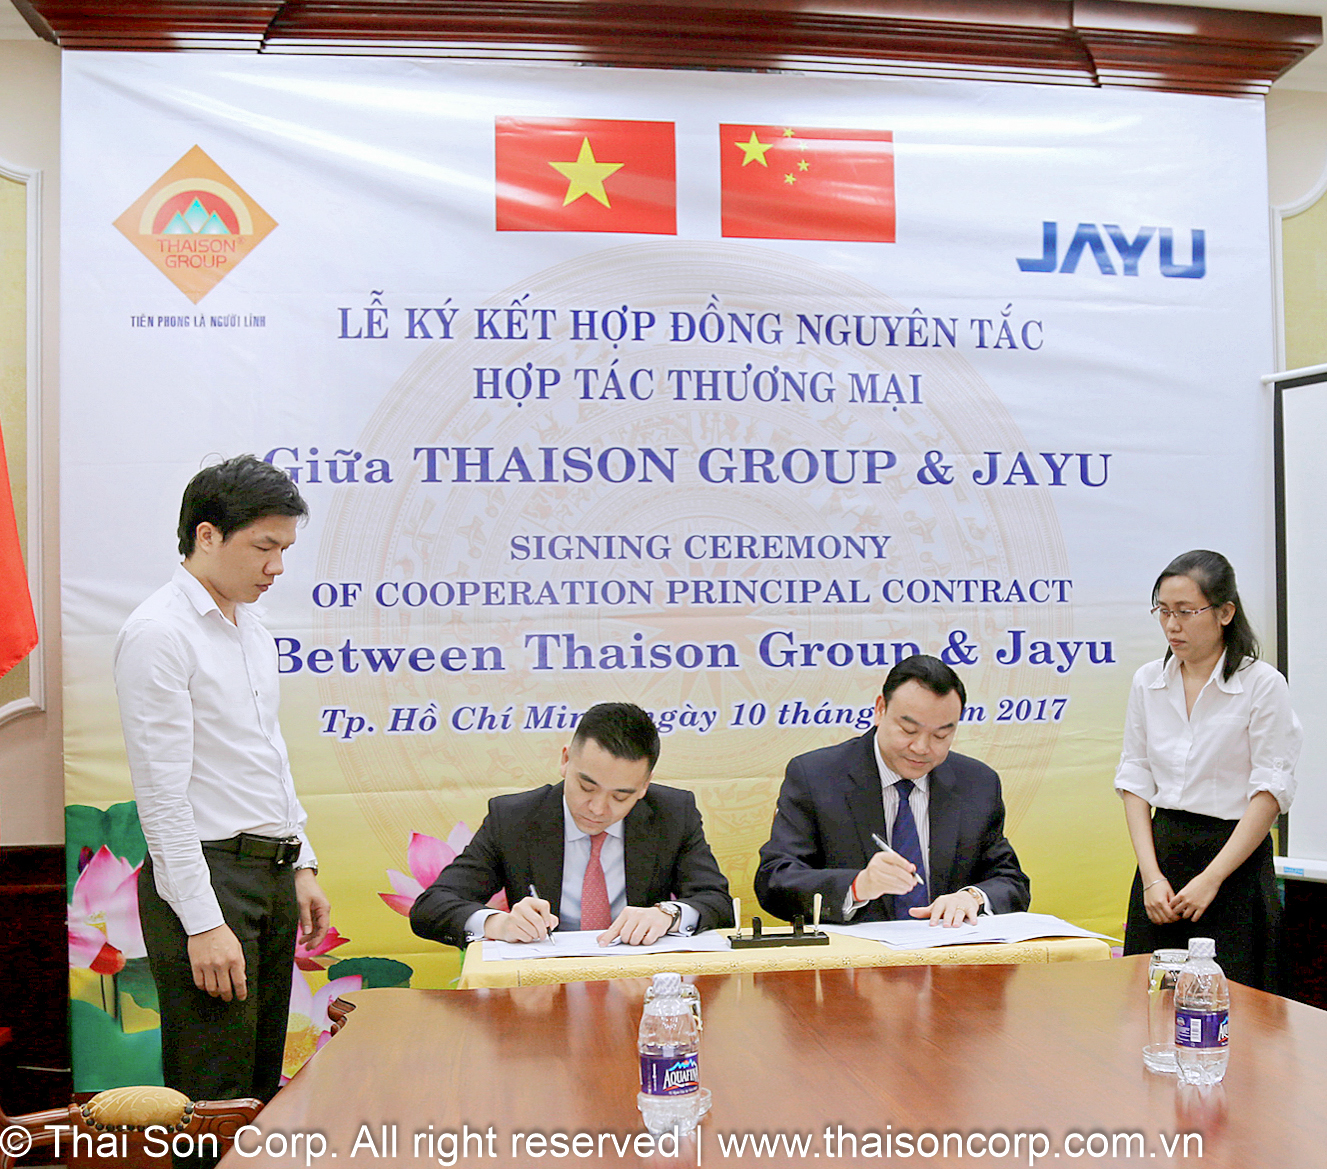 THAISON®
GROUP
TIÊN PHONG LÀ NGƯỜI LÍNH
JAYU
LỄ KÝ KẾT HỢP ĐỒNG NGUYÊN TẮC
HỢP TÁC THƯƠNG MẠI
Giữa THAISON GROUP & JAYU
SIGNING CEREMONY
OF COOPERATION PRINCIPAL CONTRACT
Between Thaison Group & Jayu
Tp. Hồ Chí Min gày 10 tháng m 2017
AQUAFINA
© Thai Son Corp. All right reserved | www.thaisoncorp.com.vn